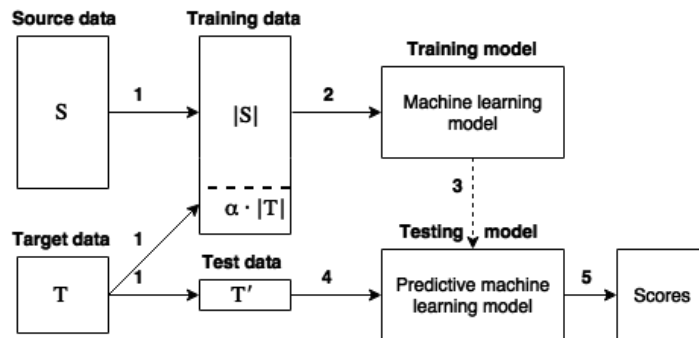 Source data
Training data
S
1
|S|
2
Training model
Machine learning
model
α · |T|
3
Target data
1
T
1
Test data
T′
4
Testing model
Predictive machine
learning model
5
Scores